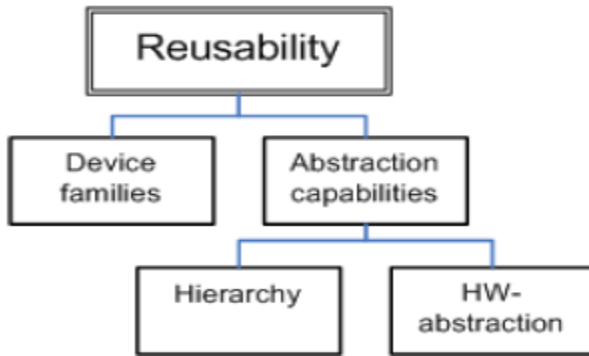 Reusability
Device
families
Abstraction
capabilities
Hierarchy
HW-
abstraction